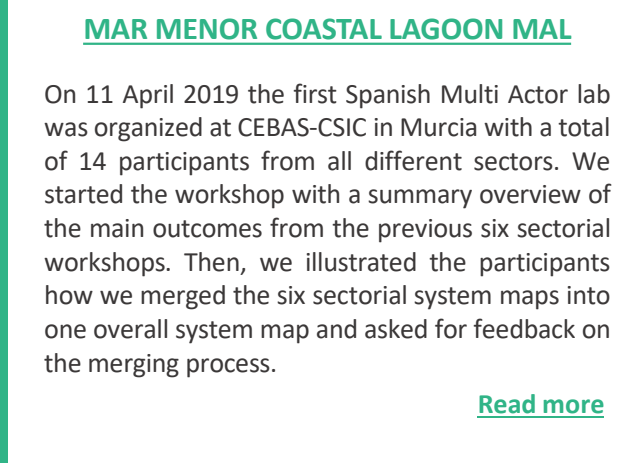 MAR MENOR COASTAL LAGOON MAL
On 11 April 2019 the first Spanish Multi Actor lab
was organized at CEBAS-CSIC in Murcia with a total
of 14 participants from all different sectors. We
started the workshop with a summary overview of
the main outcomes from the previous six sectorial
workshops. Then, we illustrated the participants
how we merged the six sectorial system maps into
one overall system map and asked for feedback on
the merging process.
Read more